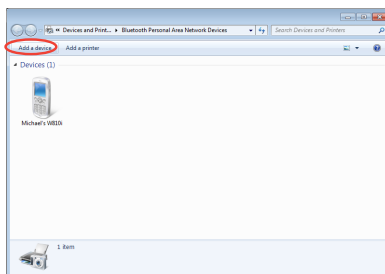 Devices and Print... ▸ Bluetooth Personal Area Network Devices
Search Devices and Printers
Add a device Add a printer
Devices (1)
Michael's W810i
1 item